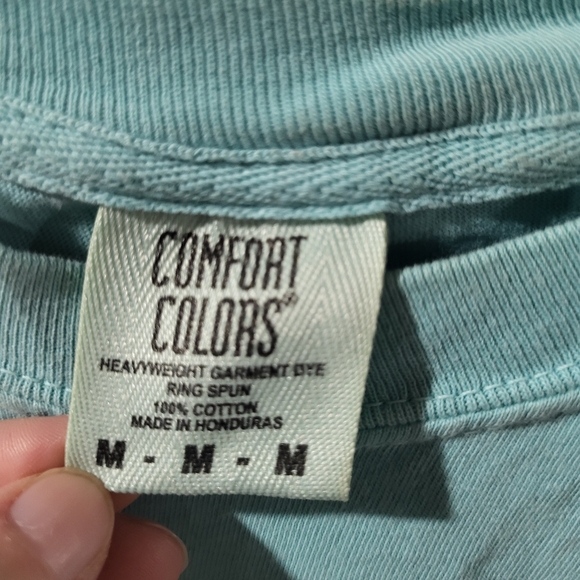 COMFORT
COLORS®
HEAVYWEIGHT GARMENT DYE
RING SPUN
100% COTTON
MADE IN HONDURAS
M - M - M